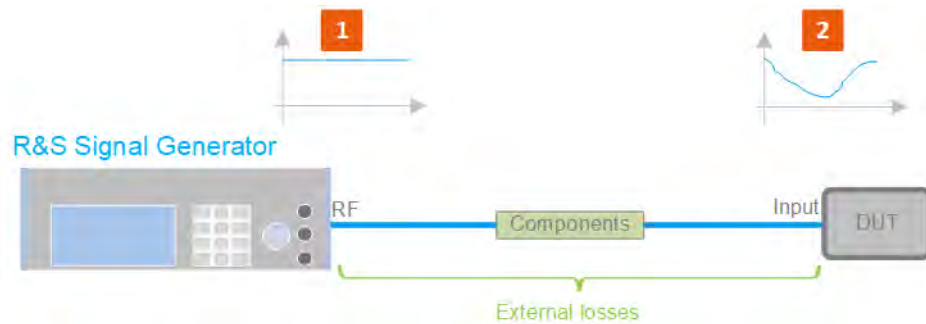 1
2
R&S Signal Generator
RF
Components
Input
DUT
External losses